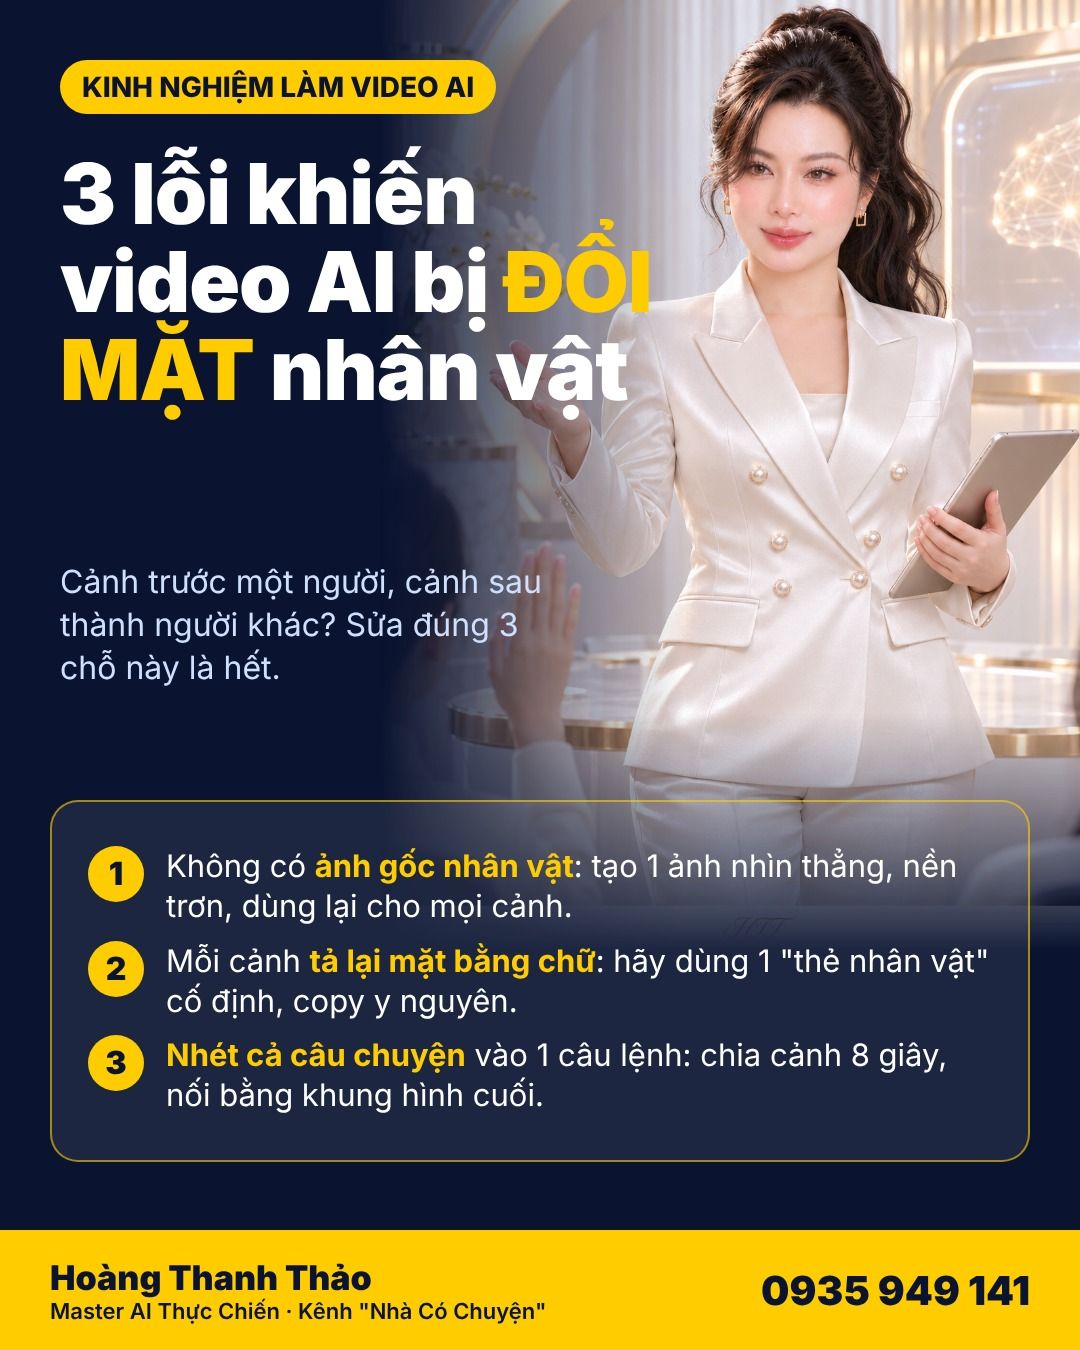 KINH NGHIỆM LÀM VIDEO AI
3 lỗi khiến
video AI bị ĐỔI
MẶT nhân vật
Cảnh trước một người, cảnh sau
thành người khác? Sửa đúng 3
chỗ này là hết.
1 Không có ảnh gốc nhân vật: tạo 1 ảnh nhìn thẳng, nền
trơn, dùng lại cho mọi cảnh.
2 Mỗi cảnh tả lại mặt bằng chữ: hãy dùng 1 "thẻ nhân vật"
cố định, copy y nguyên.
3 Nhét cả câu chuyện vào 1 câu lệnh: chia cảnh 8 giây,
nối bằng khung hình cuối.
Hoàng Thanh Thảo
Master AI Thực Chiến · Kênh "Nhà Có Chuyện"
0935 949 141